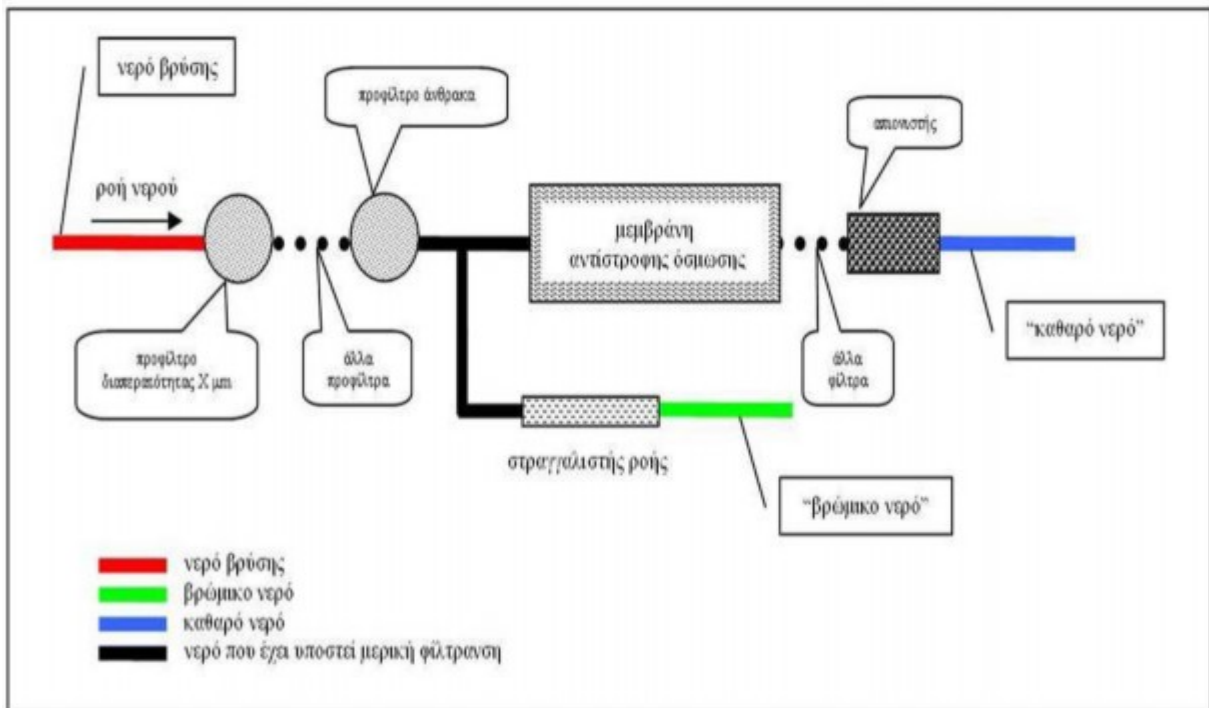 νερό βρύσης
προφίλτρο άνθρακα
απιονιστής
ροή νερού
μεμβράνη
αντίστροφης όσμωσης
“καθαρό νερό”
προφίλτρο
διαπερατότητας Χ μm
άλλα
προφίλτρα
άλλα
φίλτρα
στραγγαλιστής ροής
“βρώμικο νερό”
νερό βρύσης
βρώμικο νερό
καθαρό νερό
νερό που έχει υποστεί μερική φίλτρανση